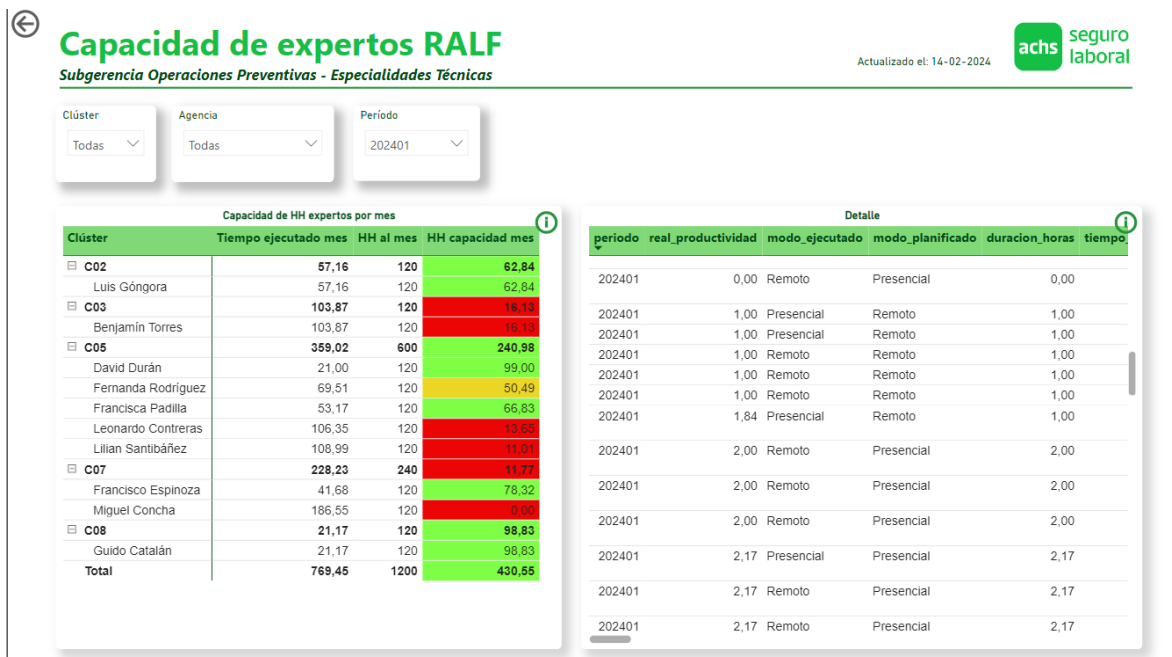 Capacidad de expertos RALF
Subgerencia Operaciones Preventivas - Especialidades Técnicas
Actualizado el: 14-02-2024
achs seguro laboral
Clúster Agencia Período
Todas Todas 202401
Capacidad de HH expertos por mes
Clúster Tiempo ejecutado mes HH al mes HH capacidad mes
C02 57,16 120 62,84
Luis Góngora 57,16 120 62,84
C03 103,87 120 16,13
Benjamín Torres 103,87 120 16,13
C05 359,02 600 240,98
David Durán 21,00 120 99,00
Fernanda Rodríguez 69,51 120 50,49
Francisca Padilla 53,17 120 66,83
Leonardo Contreras 106,35 120 13,65
Lilian Santibáñez 108,99 120 11,01
C07 228,23 240 11,77
Francisco Espinoza 41,68 120 78,32
Miguel Concha 186,55 120 0,00
C08 21,17 120 98,83
Guido Catalán 21,17 120 98,83
Total 769,45 1200 430,55
Detalle
periodo real_productividad modo_ejecutado modo_planificado duracion_horas tiempo_
202401 0,00 Remoto Presencial 0,00
202401 1,00 Presencial Remoto 1,00
202401 1,00 Presencial Remoto 1,00
202401 1,00 Remoto Remoto 1,00
202401 1,00 Remoto Remoto 1,00
202401 1,00 Remoto Remoto 1,00
202401 1,84 Presencial Remoto 1,00
202401 2,00 Remoto Presencial 2,00
202401 2,00 Remoto Presencial 2,00
202401 2,00 Remoto Presencial 2,00
202401 2,17 Presencial Presencial 2,17
202401 2,17 Remoto Presencial 2,17
202401 2,17 Remoto Presencial 2,17